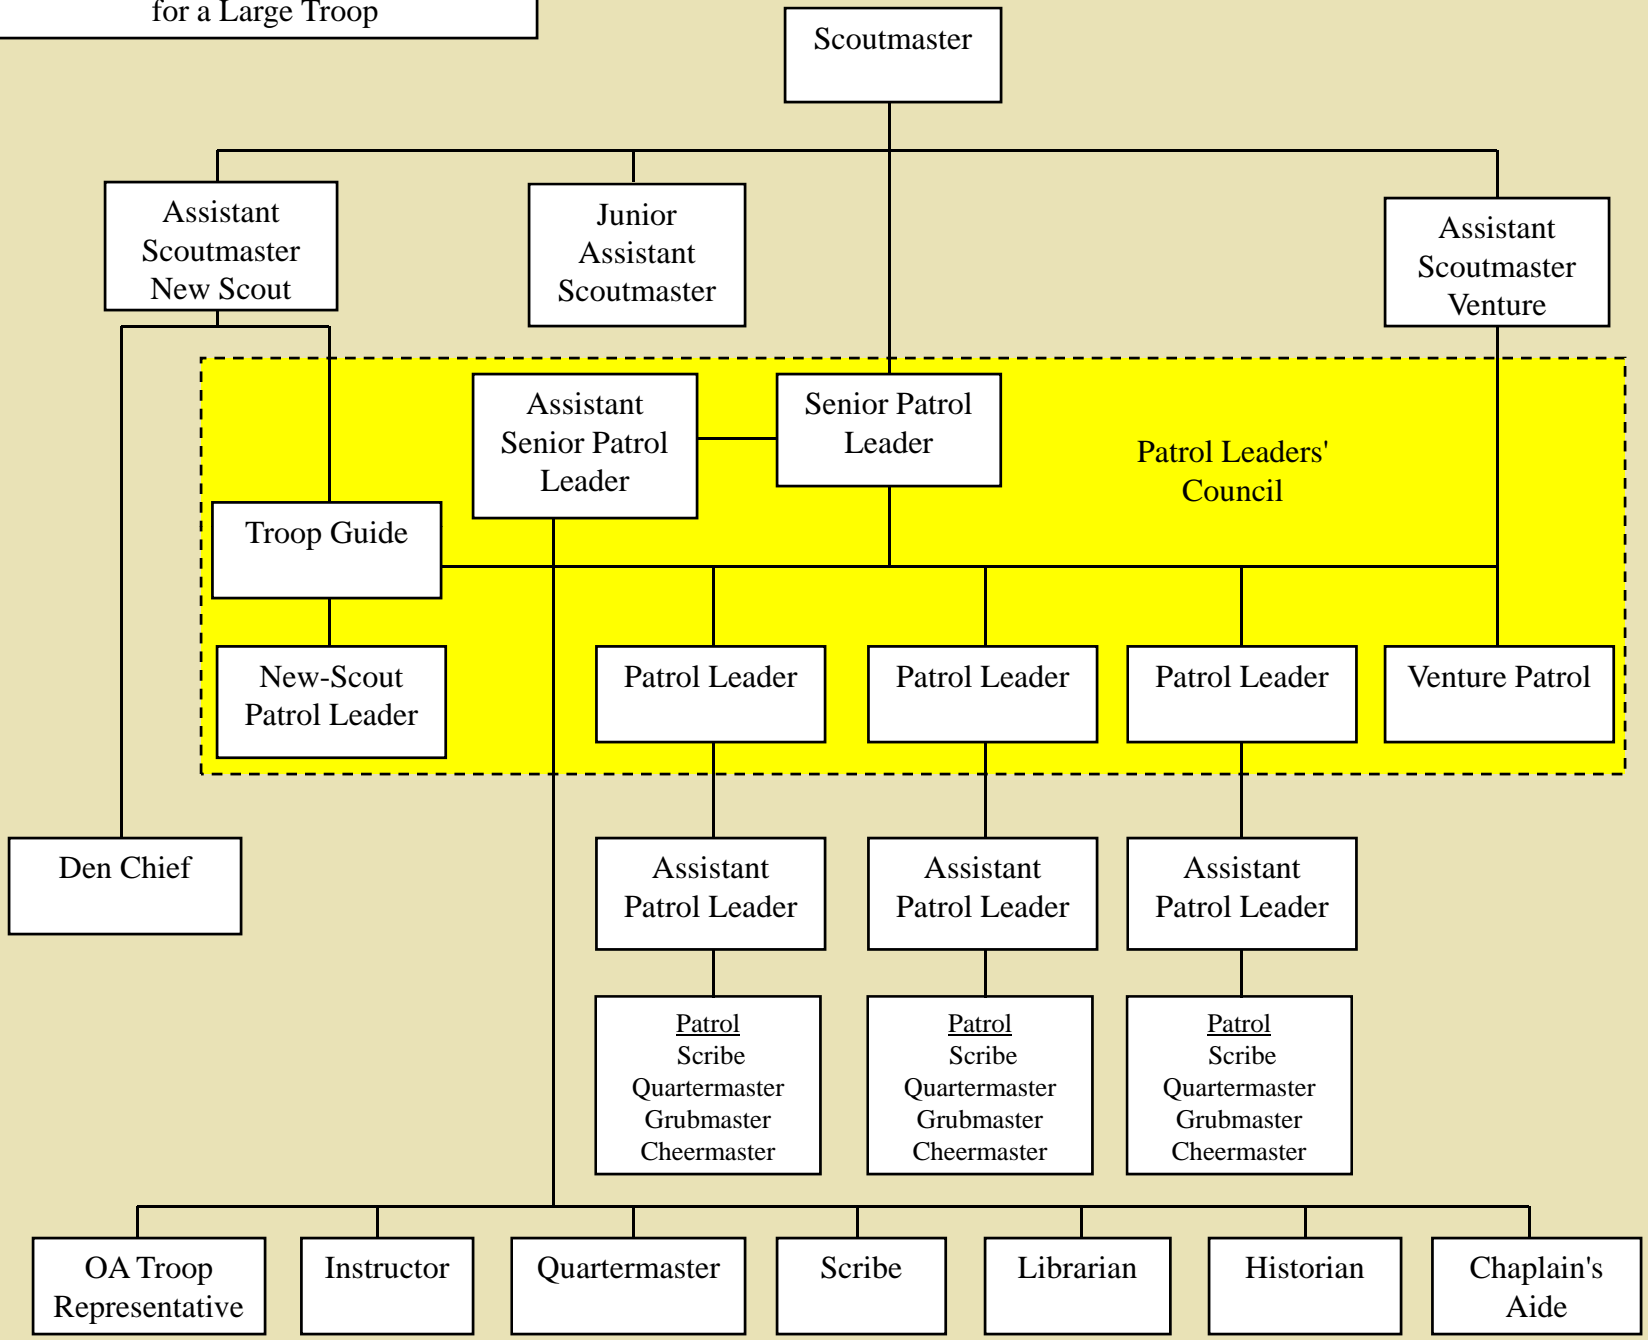 for a Large Troop
Scoutmaster
Assistant
Scoutmaster
New Scout
Junior
Assistant
Scoutmaster
Assistant
Scoutmaster
Venture
Assistant
Senior Patrol
Leader
Senior Patrol
Leader
Patrol Leaders'
Council
Troop Guide
New-Scout
Patrol Leader
Patrol Leader
Patrol Leader
Patrol Leader
Venture Patrol
Den Chief
Assistant
Patrol Leader
Assistant
Patrol Leader
Assistant
Patrol Leader
Patrol
Scribe
Quartermaster
Grubmaster
Cheermaster
Patrol
Scribe
Quartermaster
Grubmaster
Cheermaster
Patrol
Scribe
Quartermaster
Grubmaster
Cheermaster
OA Troop
Representative
Instructor
Quartermaster
Scribe
Librarian
Historian
Chaplain's
Aide